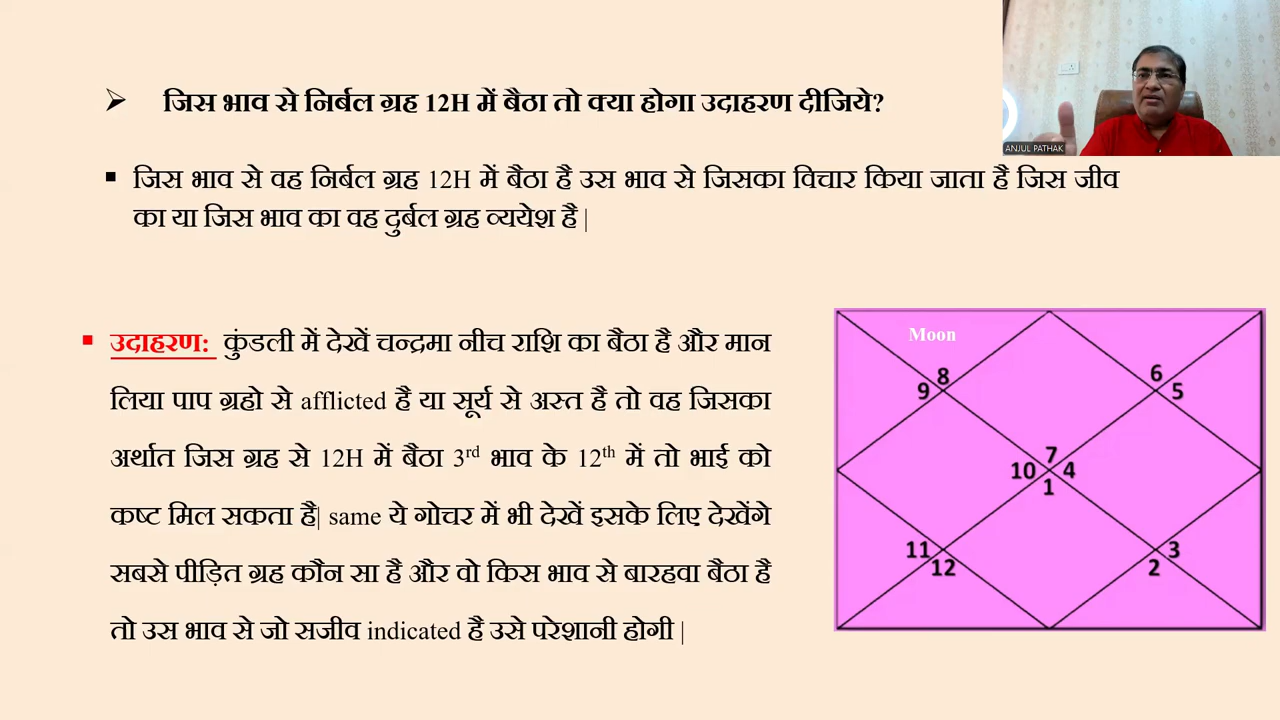 जिस भाव से निर्बल ग्रह 12H में बैठा तो क्या होगा उदाहरण दीजिये?
ANJUL PATHAK
जिस भाव से वह निर्बल ग्रह 12H में बैठा है उस भाव से जिसका विचार किया जाता है जिस जीव
का या जिस भाव का वह दुर्बल ग्रह व्ययेश है |
उदाहरण: कुंडली में देखें चन्द्रमा नीच राशि का बैठा है और मान
लिया पाप ग्रहो से afflicted है या सूर्य से अस्त है तो वह जिसका
अर्थात जिस ग्रह से 12H में बैठा 3rd भाव के 12th में तो भाई को
कष्ट मिल सकता है| same ये गोचर में भी देखें इसके लिए देखेंगे
सबसे पीड़ित ग्रह कौन सा है और वो किस भाव से बारहवा बैठा है
तो उस भाव से जो सजीव indicated है उसे परेशानी होगी |
Moon
8 6
9 5
7
10 4
1
11 3
12 2